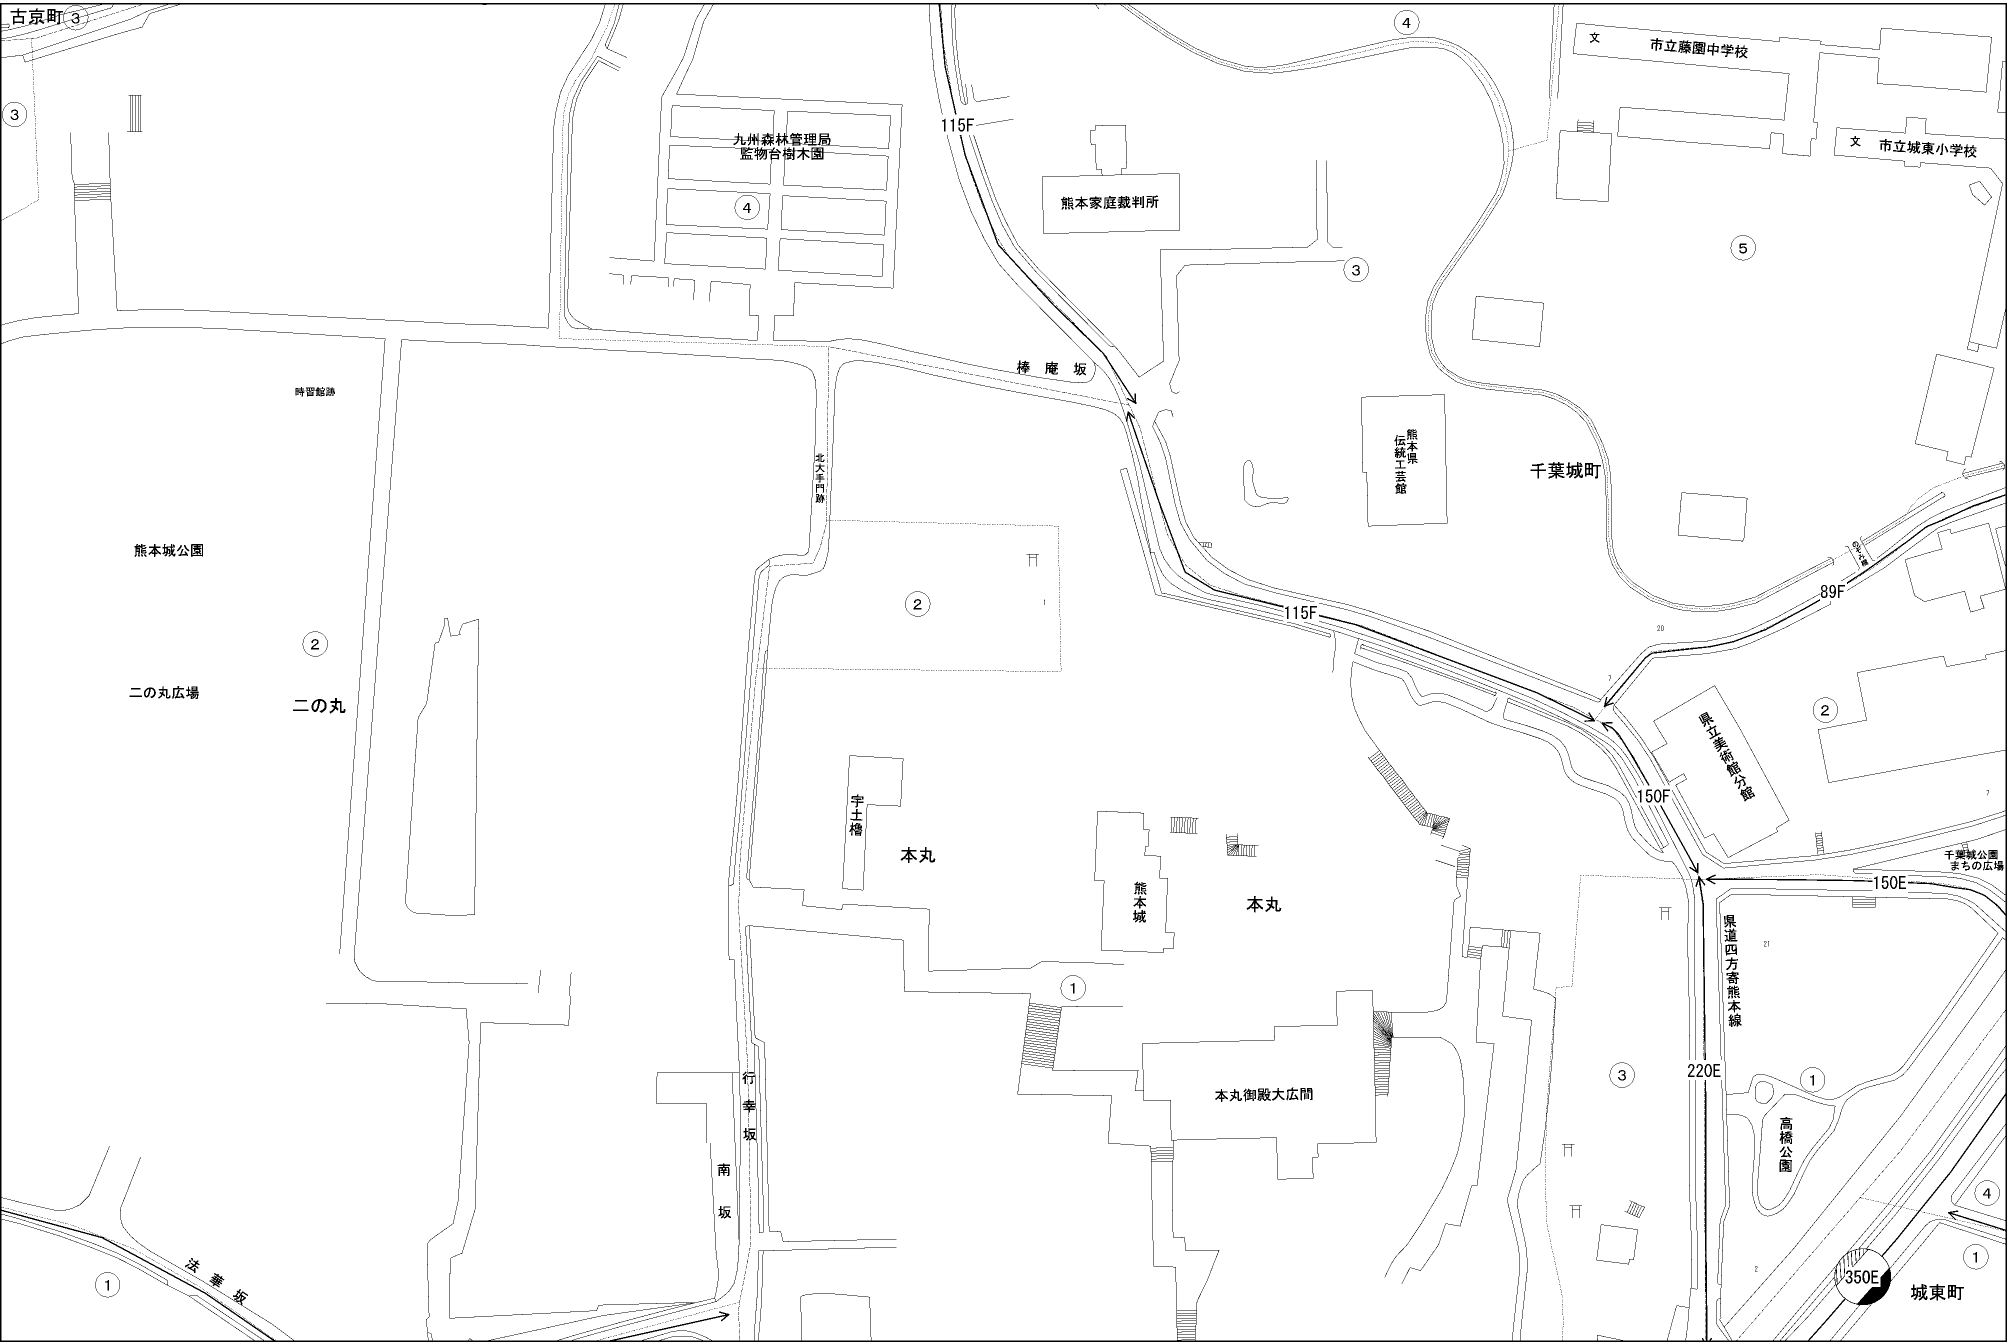 古京町
3
4
文
市立藤園中学校
3
115F
九州森林管理局
監物台樹木園
文
市立城東小学校
熊本家庭裁判所
4
5
3
棒庵坂
時習館跡
熊本県
伝統工芸館
北大手門跡
千葉城町
熊本城公園
2
1
115F
89F
20
2
7
二の丸広場
二の丸
2
県立美術館分館
150F
7
宇土櫓
本丸
千葉城公園
まちの広場
150E
熊本城
本丸
県道四方寄熊本線
21
1
220E
3
1
行幸坂
本丸御殿大広間
高橋公園
南坂
4
法華坂
1
1
2
350E
城東町